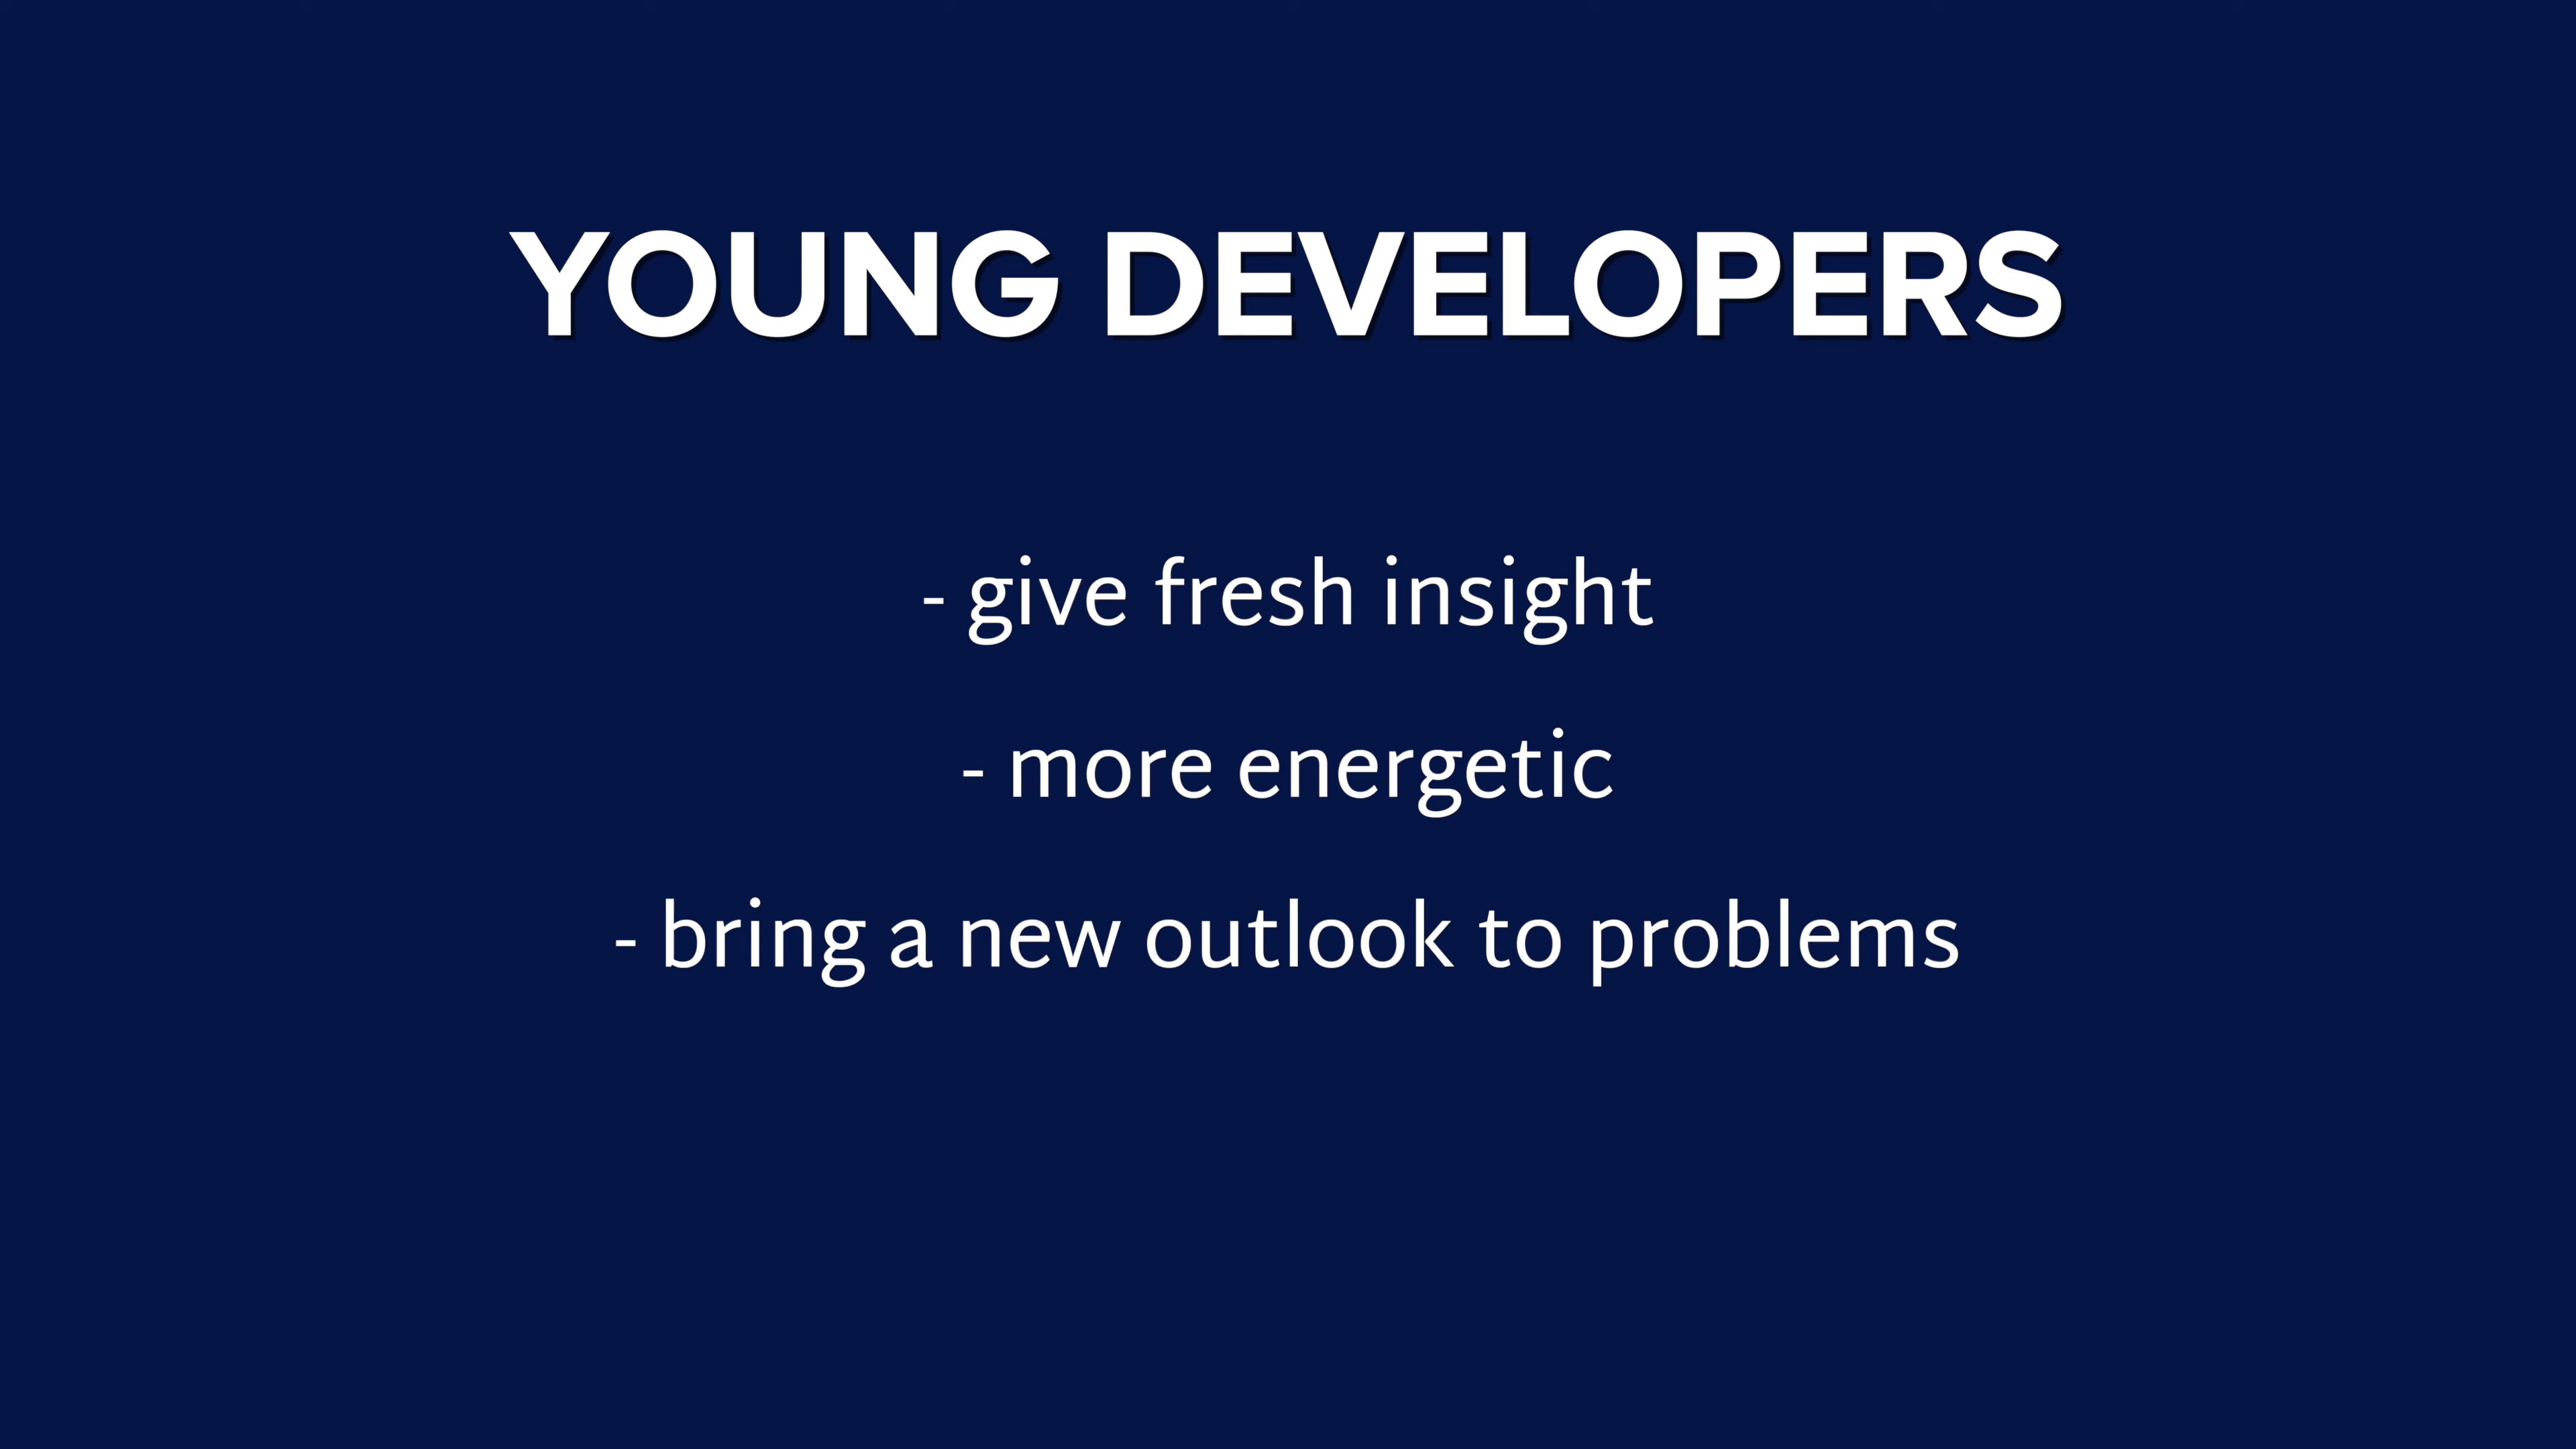 YOUNG DEVELOPERS
- give fresh insight
- more energetic
- bring a new outlook to problems